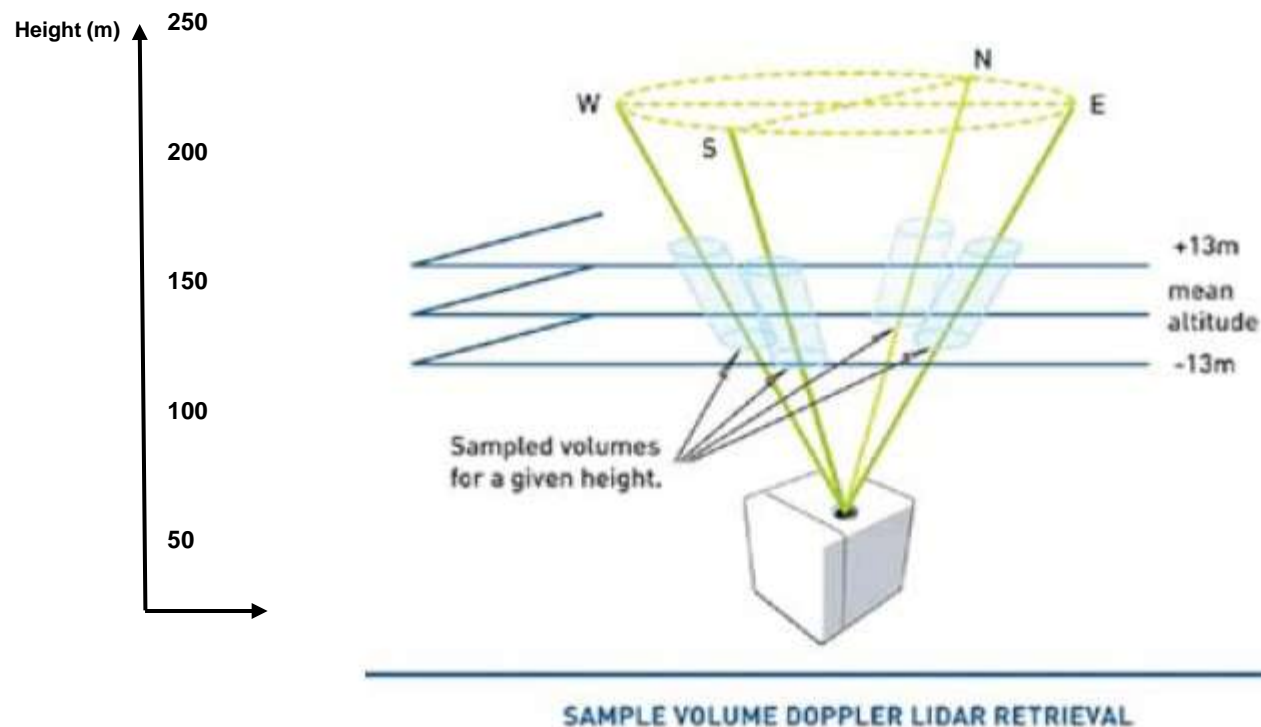 Height (m)
250
200
150
100
50
N
W
E
S
+13m
mean
altitude
-13m
Sampled volumes
for a given height.
SAMPLE VOLUME DOPPLER LIDAR RETRIEVAL